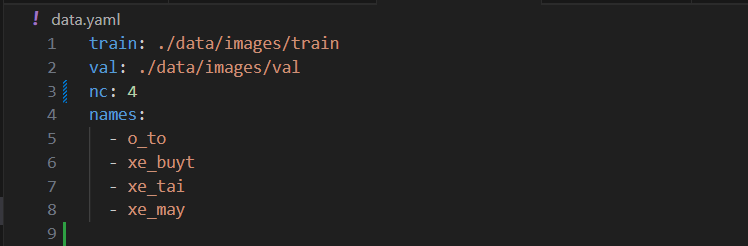 ! data.yaml
1 train: ./data/images/train
2 val: ./data/images/val
3 nc: 4
4 names:
5 - o_to
6 - xe_buyt
7 - xe_tai
8 - xe_may
9